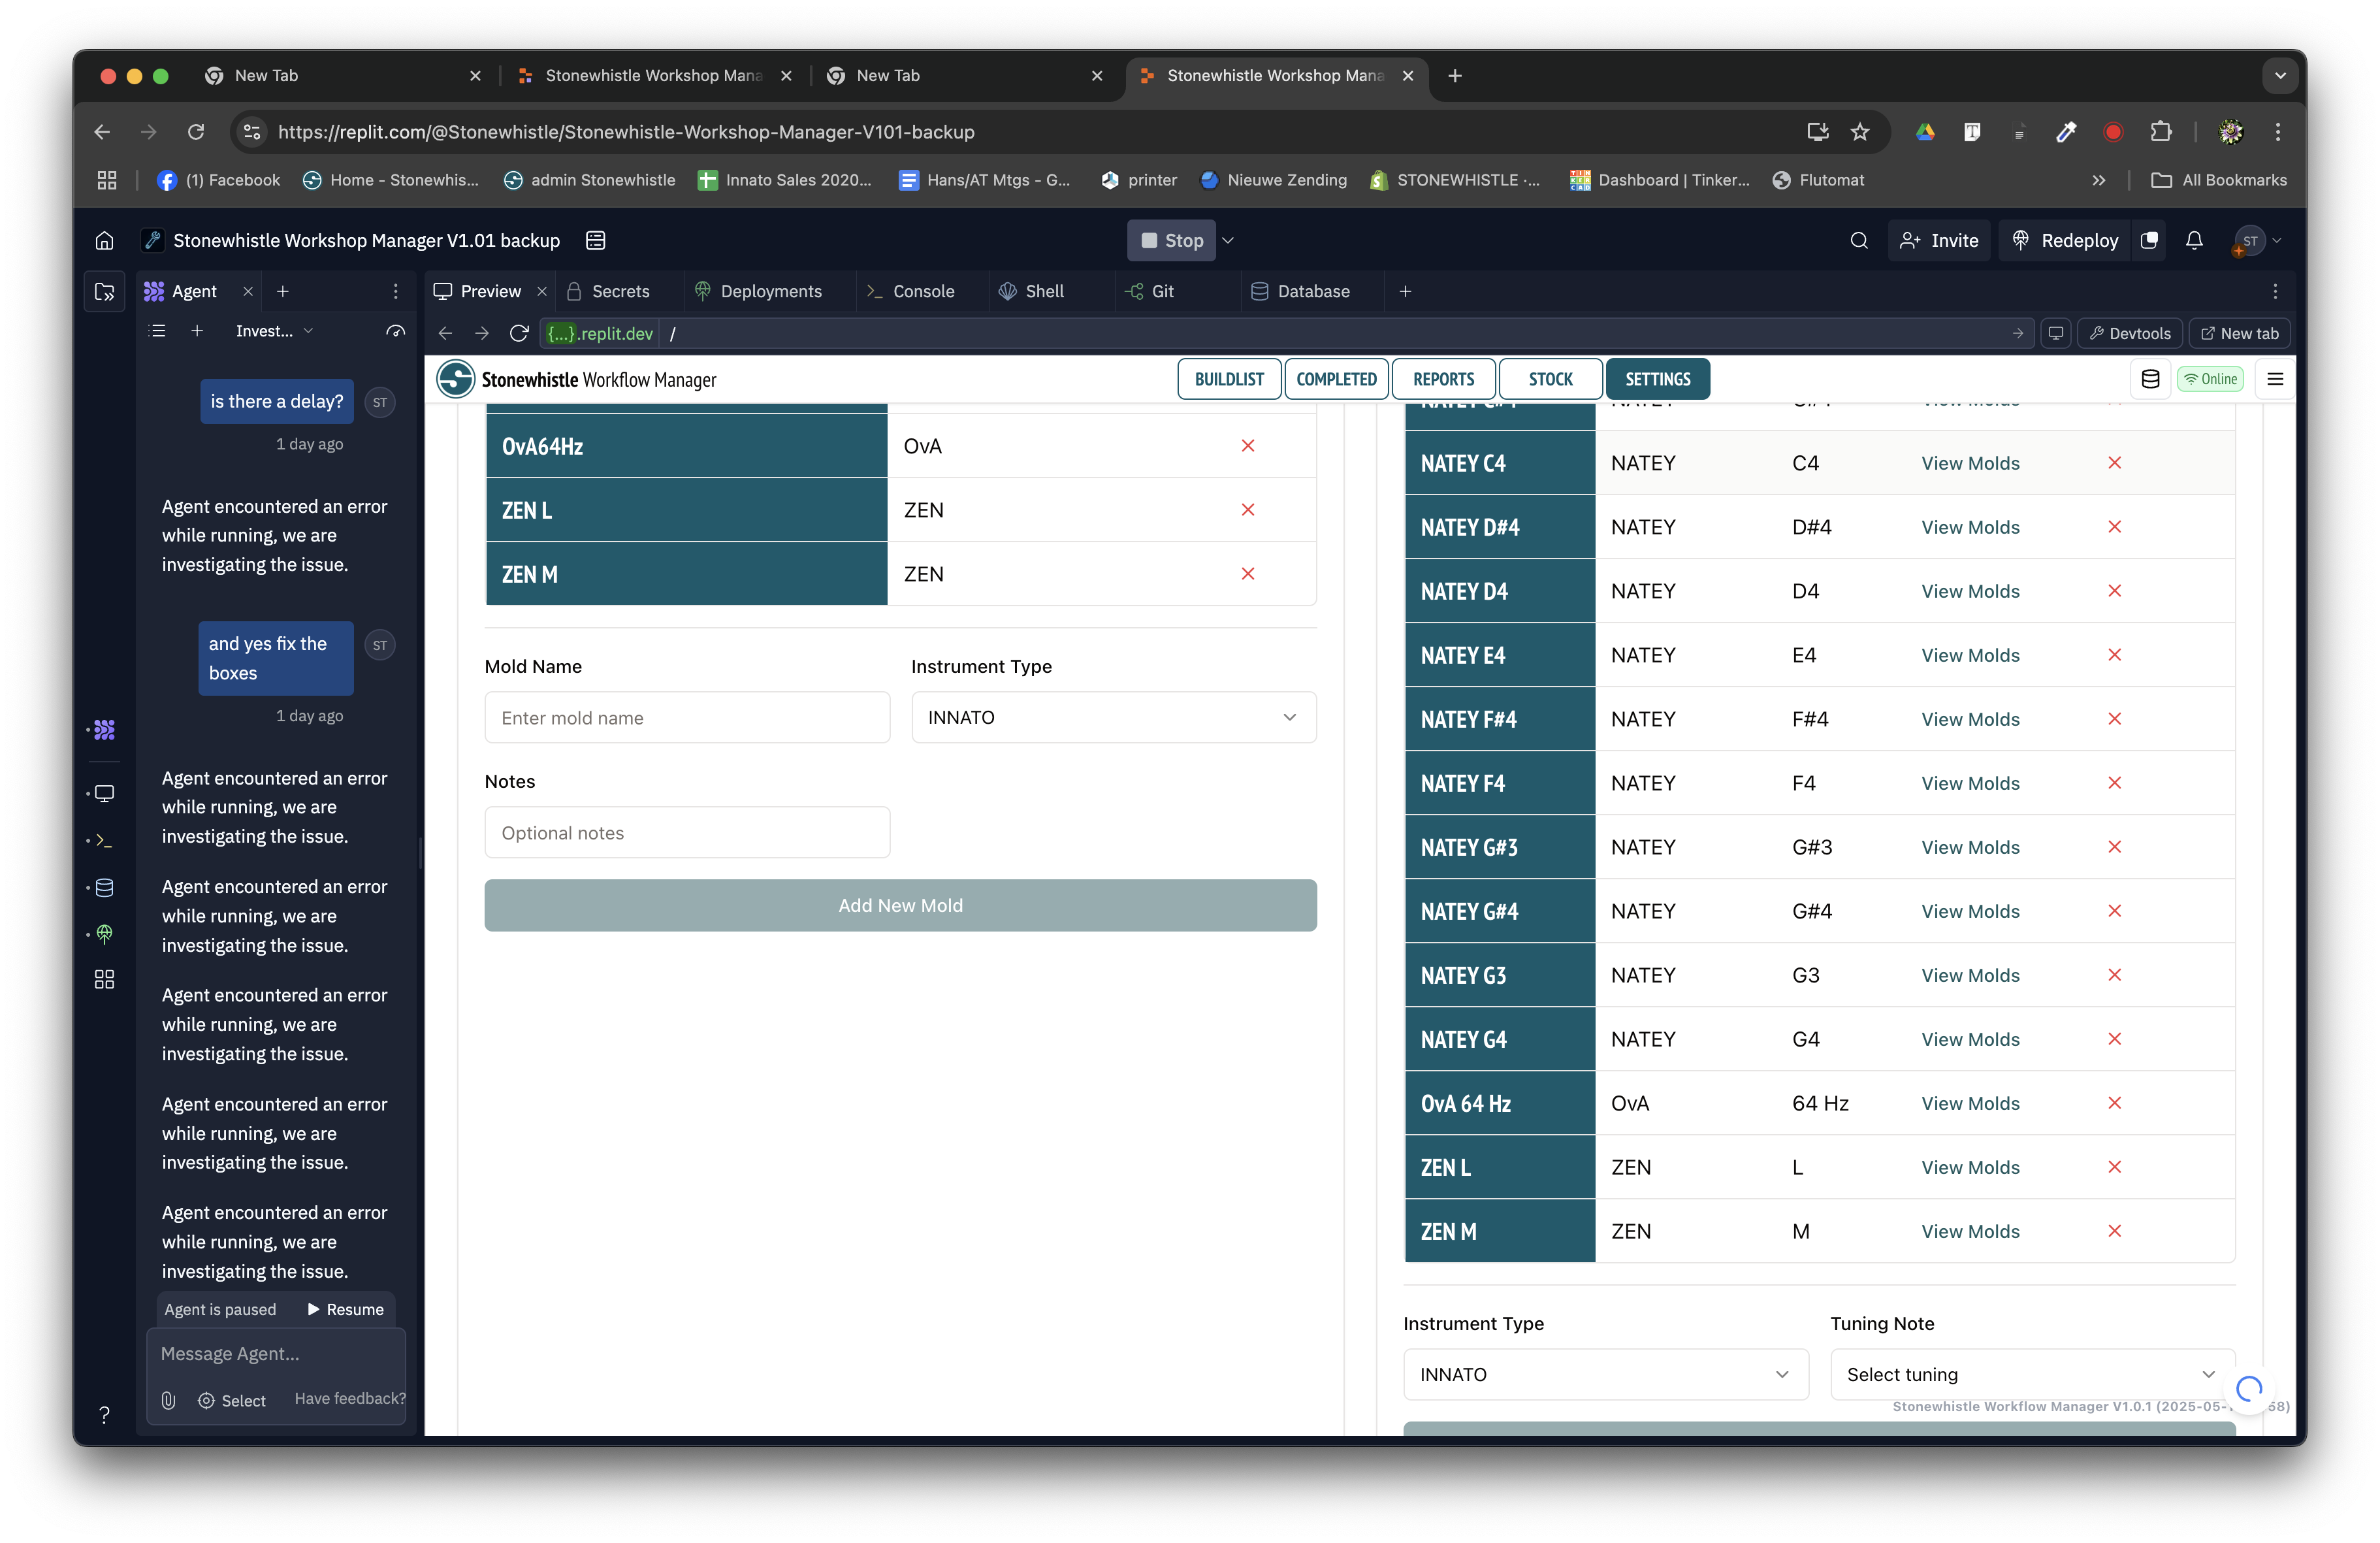 New Tab
Stonewhistle Workshop Mana
New Tab
Stonewhistle Workshop Mana
https://replit.com/@Stonewhistle/Stonewhistle-Workshop-Manager-V101-backup
(1) Facebook
Home - Stonewhis...
admin Stonewhistle
Innato Sales 2020...
Hans/AT Mtgs - G...
printer
Nieuwe Zending
STONEWHISTLE ·...
Dashboard | Tinker...
Flutomat
All Bookmarks
Stonewhistle Workshop Manager V1.01 backup
Stop
Invite
Redeploy
ST
Agent
Preview
Secrets
Deployments
Console
Shell
Git
Database
Invest...
{...}.replit.dev
/
Devtools
New tab
is there a delay?
ST
1 day ago
Agent encountered an error
while running, we are
investigating the issue.
and yes fix the
boxes
ST
1 day ago
Agent encountered an error
while running, we are
investigating the issue.
Agent encountered an error
while running, we are
investigating the issue.
Agent encountered an error
while running, we are
investigating the issue.
Agent encountered an error
while running, we are
investigating the issue.
Agent encountered an error
while running, we are
investigating the issue.
Agent is paused
Resume
Message Agent...
Select
Have feedback?
?
Stonewhistle Workflow Manager
BUILDLIST
COMPLETED
REPORTS
STOCK
SETTINGS
Online
OvA64Hz OvA
ZEN L ZEN
ZEN M ZEN
Mold Name
Instrument Type
Enter mold name
INNATO
Notes
Optional notes
Add New Mold
NATEY C4 NATEY C4 View Molds
NATEY D#4 NATEY D#4 View Molds
NATEY D4 NATEY D4 View Molds
NATEY E4 NATEY E4 View Molds
NATEY F#4 NATEY F#4 View Molds
NATEY F4 NATEY F4 View Molds
NATEY G#3 NATEY G#3 View Molds
NATEY G#4 NATEY G#4 View Molds
NATEY G3 NATEY G3 View Molds
NATEY G4 NATEY G4 View Molds
OvA 64 Hz OvA 64 Hz View Molds
ZEN L ZEN L View Molds
ZEN M ZEN M View Molds
Instrument Type
Tuning Note
INNATO
Select tuning
Stonewhistle Workflow Manager V1.0.1 (2025-05-